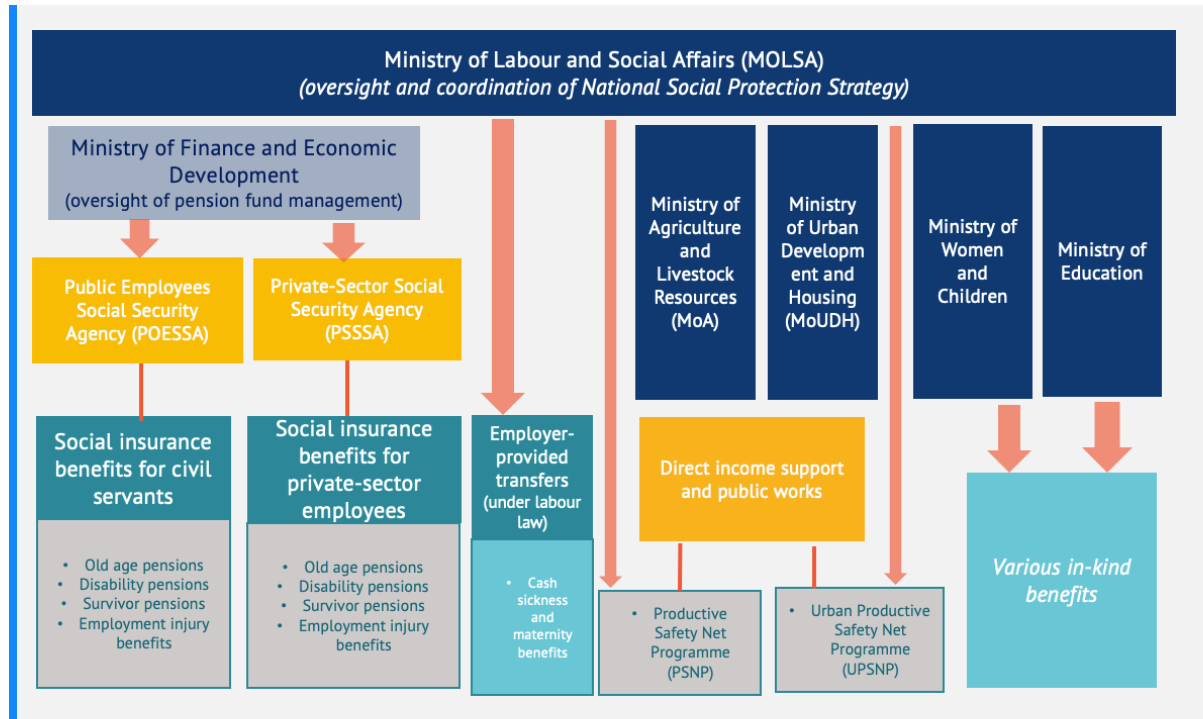 Ministry of Labour and Social Affairs (MOLSA)
(oversight and coordination of National Social Protection Strategy)
Ministry of Finance and Economic
Development
(oversight of pension fund management)
Public Employees
Social Security
Agency (POESSA)
Private-Sector Social
Security Agency
(PSSSA)
Ministry of
Agriculture
and
Livestock
Resources
(MoA)
Ministry
of Urban
Developm
ent and
Housing
(MoUDH)
Ministry of
Women
and
Children
Ministry of
Education
Social insurance
benefits for civil
servants
• Old age pensions
• Disability pensions
• Survivor pensions
• Employment injury
benefits
Social insurance
benefits for
private-sector
employees
• Old age pensions
• Disability pensions
• Survivor pensions
• Employment injury
benefits
Employer-
provided
transfers
(under labour
law)
• Cash
sickness
and
maternity
benefits
Direct income support
and public works
• Productive
Safety Net
Programme
(PSNP)
• Urban Productive
Safety Net
Programme
(UPSNP)
Various in-kind
benefits